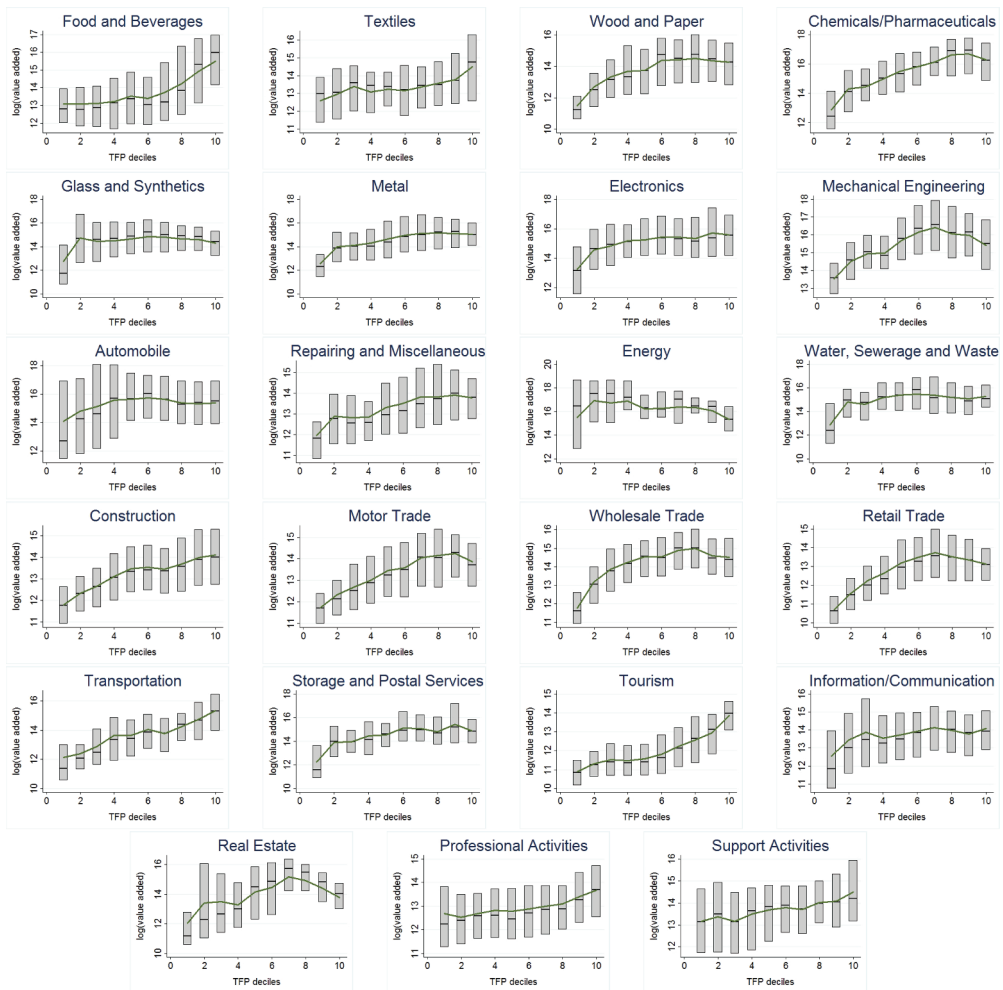 Food and Beverages
log(value added)
11 12 13 14 15 16 17
0 2 4 6 8 10
TFP deciles
Textiles
log(value added)
11 12 13 14 15 16
0 2 4 6 8 10
TFP deciles
Wood and Paper
log(value added)
10 12 14 16
0 2 4 6 8 10
TFP deciles
Chemicals/Pharmaceuticals
log(value added)
12 14 16 18
0 2 4 6 8 10
TFP deciles
Glass and Synthetics
log(value added)
10 12 14 16 18
0 2 4 6 8 10
TFP deciles
Metal
log(value added)
10 12 14 16 18
0 2 4 6 8 10
TFP deciles
Electronics
log(value added)
12 14 16 18
0 2 4 6 8 10
TFP deciles
Mechanical Engineering
log(value added)
13 14 15 16 17 18
0 2 4 6 8 10
TFP deciles
Automobile
log(value added)
12 14 16 18
0 2 4 6 8 10
TFP deciles
Repairing and Miscellaneous
log(value added)
11 12 13 14 15
0 2 4 6 8 10
TFP deciles
Energy
log(value added)
12 14 16 18 20
0 2 4 6 8 10
TFP deciles
Water, Sewerage and Waste
log(value added)
10 12 14 16 18
0 2 4 6 8 10
TFP deciles
Construction
log(value added)
11 12 13 14 15
0 2 4 6 8 10
TFP deciles
Motor Trade
log(value added)
11 12 13 14 15
0 2 4 6 8 10
TFP deciles
Wholesale Trade
log(value added)
11 12 13 14 15 16
0 2 4 6 8 10
TFP deciles
Retail Trade
log(value added)
10 11 12 13 14 15
0 2 4 6 8 10
TFP deciles
Transportation
log(value added)
10 12 14 16
0 2 4 6 8 10
TFP deciles
Storage and Postal Services
log(value added)
10 12 14 16 18
0 2 4 6 8 10
TFP deciles
Tourism
log(value added)
10 11 12 13 14 15
0 2 4 6 8 10
TFP deciles
Information/Communication
log(value added)
11 12 13 14 15 16
0 2 4 6 8 10
TFP deciles
Real Estate
log(value added)
10 12 14 16
0 2 4 6 8 10
TFP deciles
Professional Activities
log(value added)
11 12 13 14 15
0 2 4 6 8 10
TFP deciles
Support Activities
log(value added)
12 13 14 15 16
0 2 4 6 8 10
TFP deciles